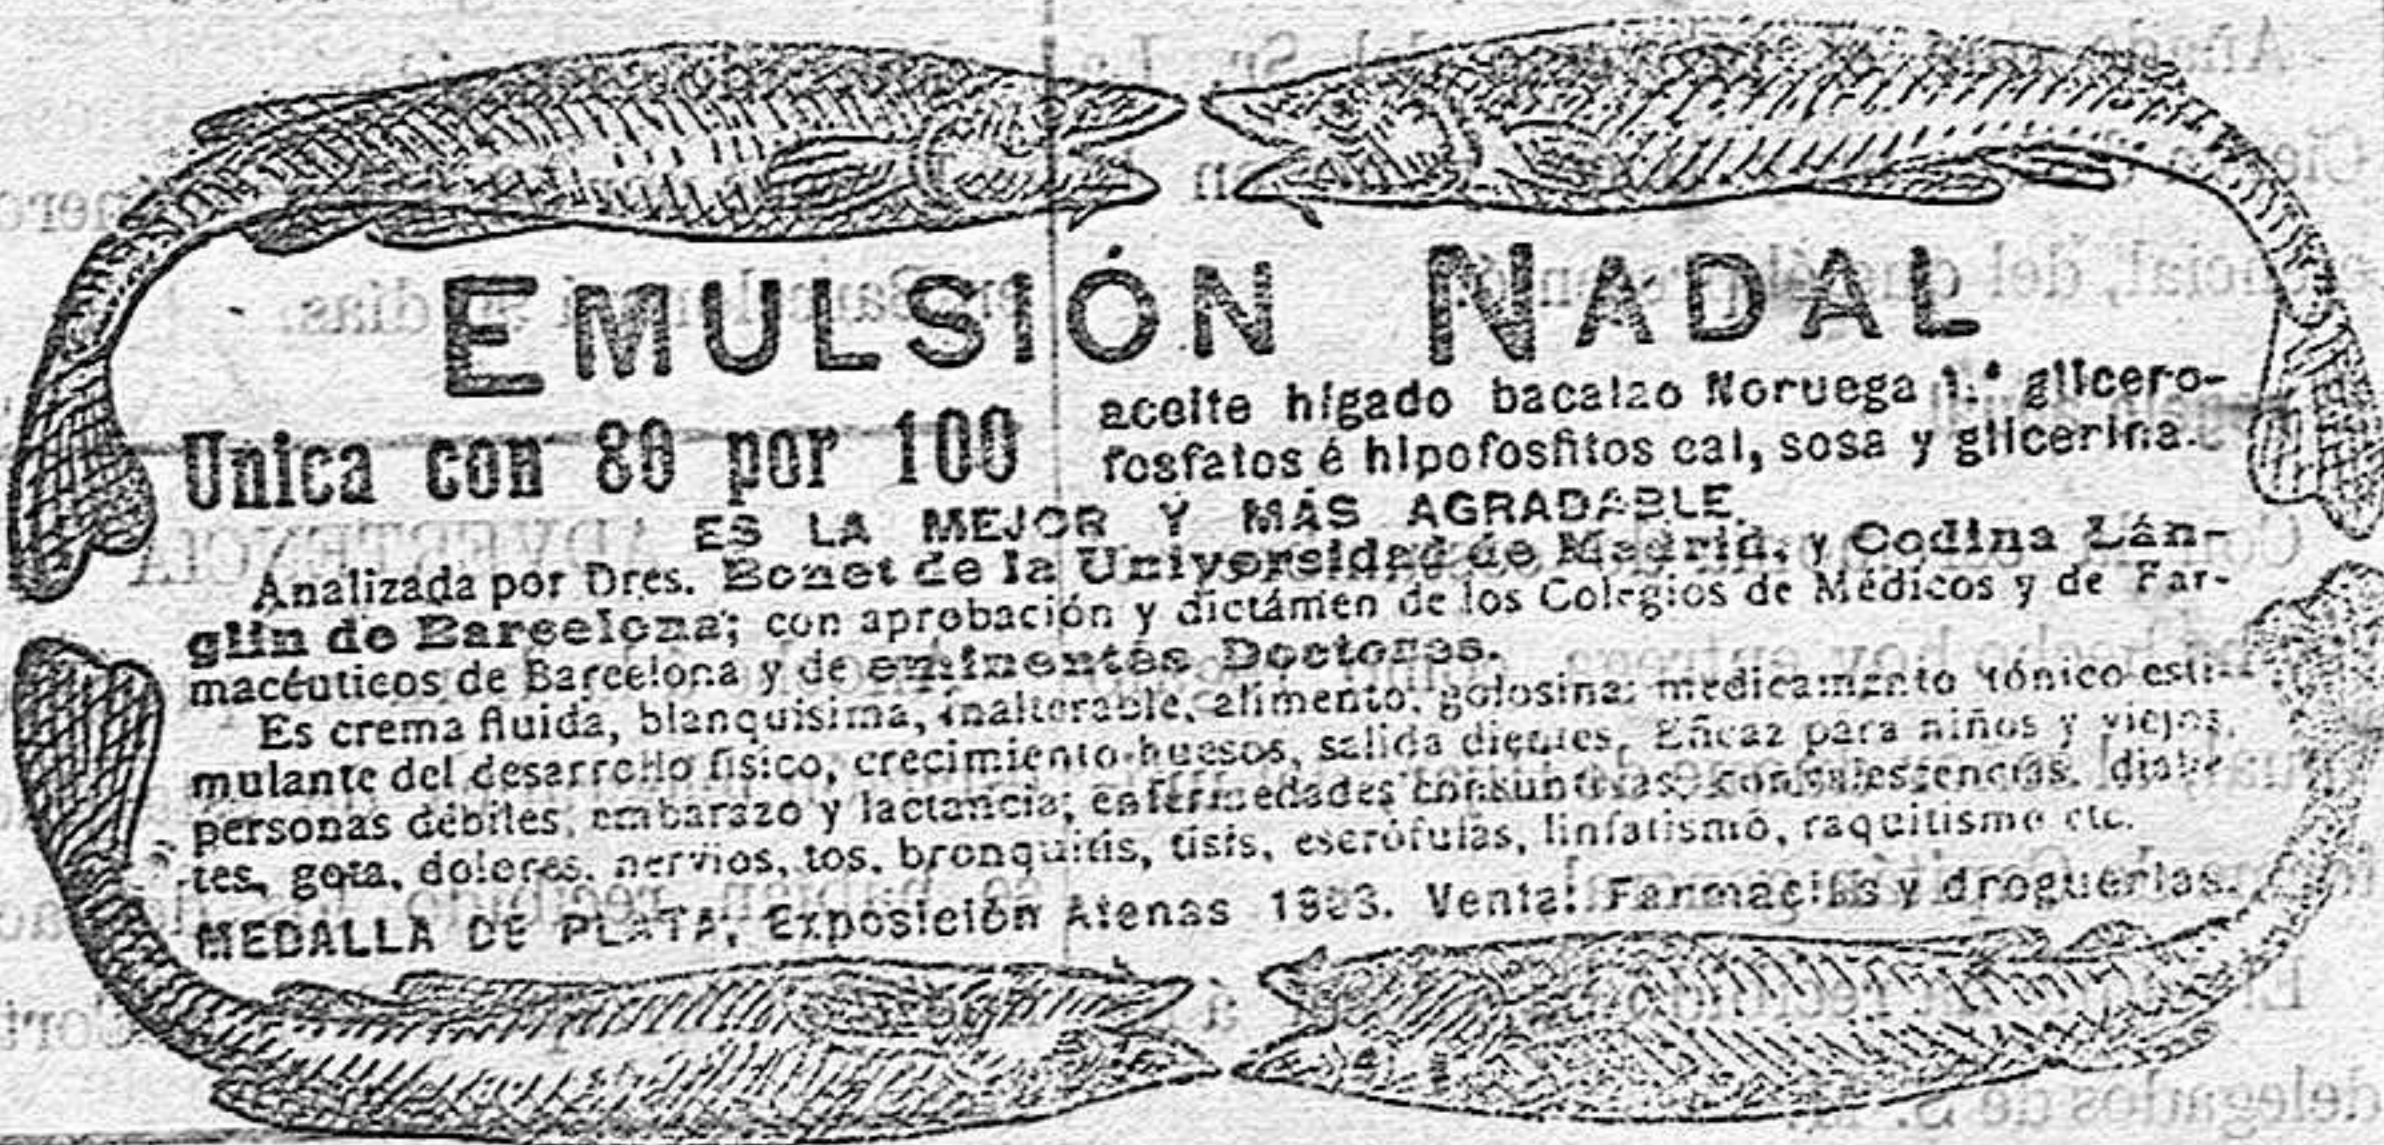 EMULSIÓN NADAL
Unica con 80 por 100
aceite hígado bacalao Noruega 1.ª glicero-
fosfatos é hipofosfitos cal, sosa y glicerina.
ES LA MEJOR Y MÁS AGRADABLE.
Analizada por Dres. Bonet de la Universidad de Madrid, y Codina Lán-
glin de Barcelona; con aprobación y dictámen de los Colegios de Médicos y de Far-
macéuticos de Barcelona y de eminentes Doctores.
Es crema fluida, blanquisima, inalterable, alimento, golosina, medicamento tónico esti-
mulante del desarrollo fisico, crecimiento huesos, salida dientes. Eficaz para niños y viejos,
personas débiles, embarazo y lactancia; enfermedades consuntivas, convalescencias, diabe-
tes, gota, dolores, nervios, tos, bronquitis, tisis, escrófulas, linfatismo, raquitismo etc.
MEDALLA DE PLATA, Exposición Atenas 1903. Venta: Farmacias y droguerías.